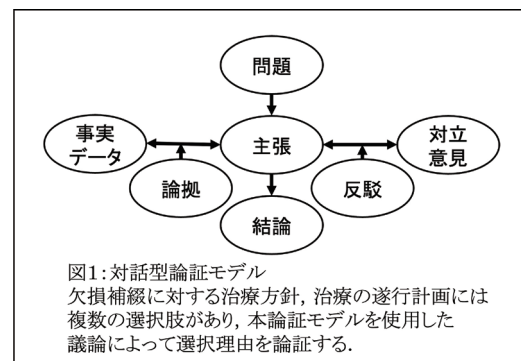 問題
事実
データ
主張
対立
意見
論拠
反駁
結論
図1:対話型論証モデル
欠損補綴に対する治療方針, 治療の遂行計画には
複数の選択肢があり, 本論証モデルを使用した
議論によって選択理由を論証する.